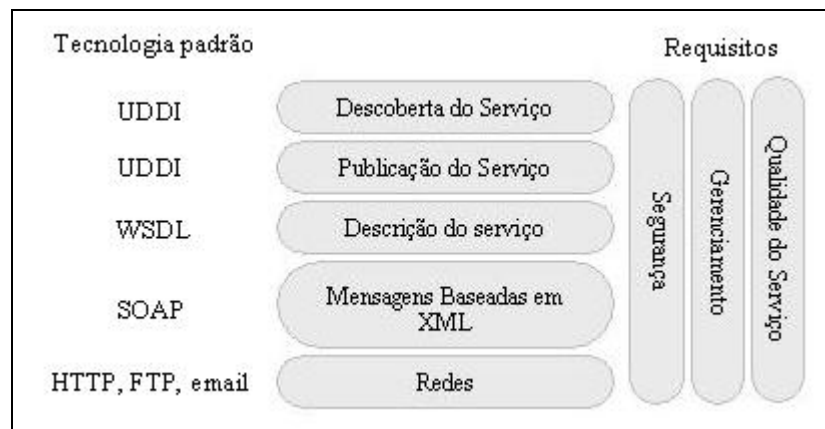 Tecnologia padrão
Requisitos
UDDI
Descoberta do Serviço
UDDI
Publicação do Serviço
WSDL
Descrição do serviço
SOAP
Mensagens Baseadas em
XML
HTTP, FTP, email
Redes
Segurança
Gerenciamento
Qualidade do Serviço